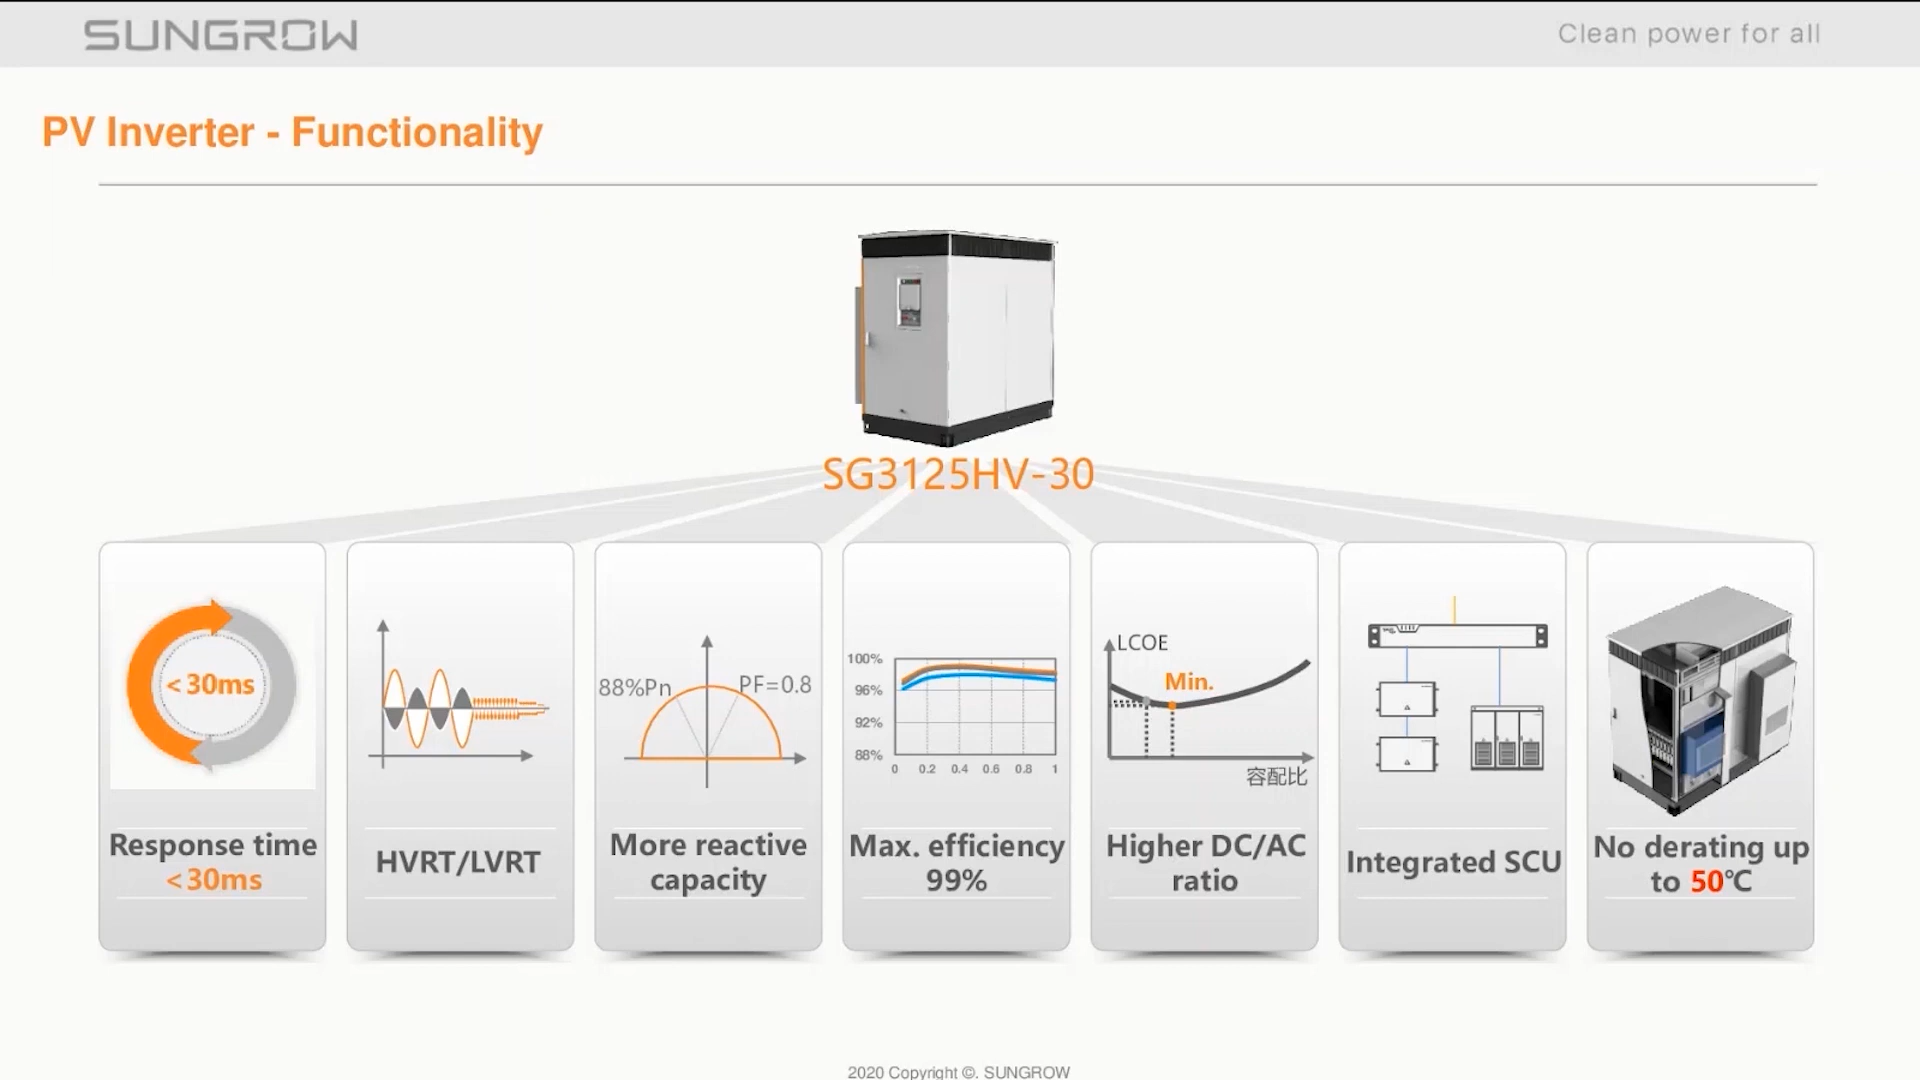 SUNGROW
Clean power for all
PV Inverter - Functionality
SG3125HV-30
<30ms
Response time
<30ms
HVRT/LVRT
88%Pn
PF=0.8
More reactive
capacity
100%
96%
92%
88%
0 0.2 0.4 0.6 0.8 1
Max. efficiency
99%
LCOE
Min.
容配比
Higher DC/AC
ratio
Integrated SCU
No derating up
to 50℃
2020 Copyright ©. SUNGROW